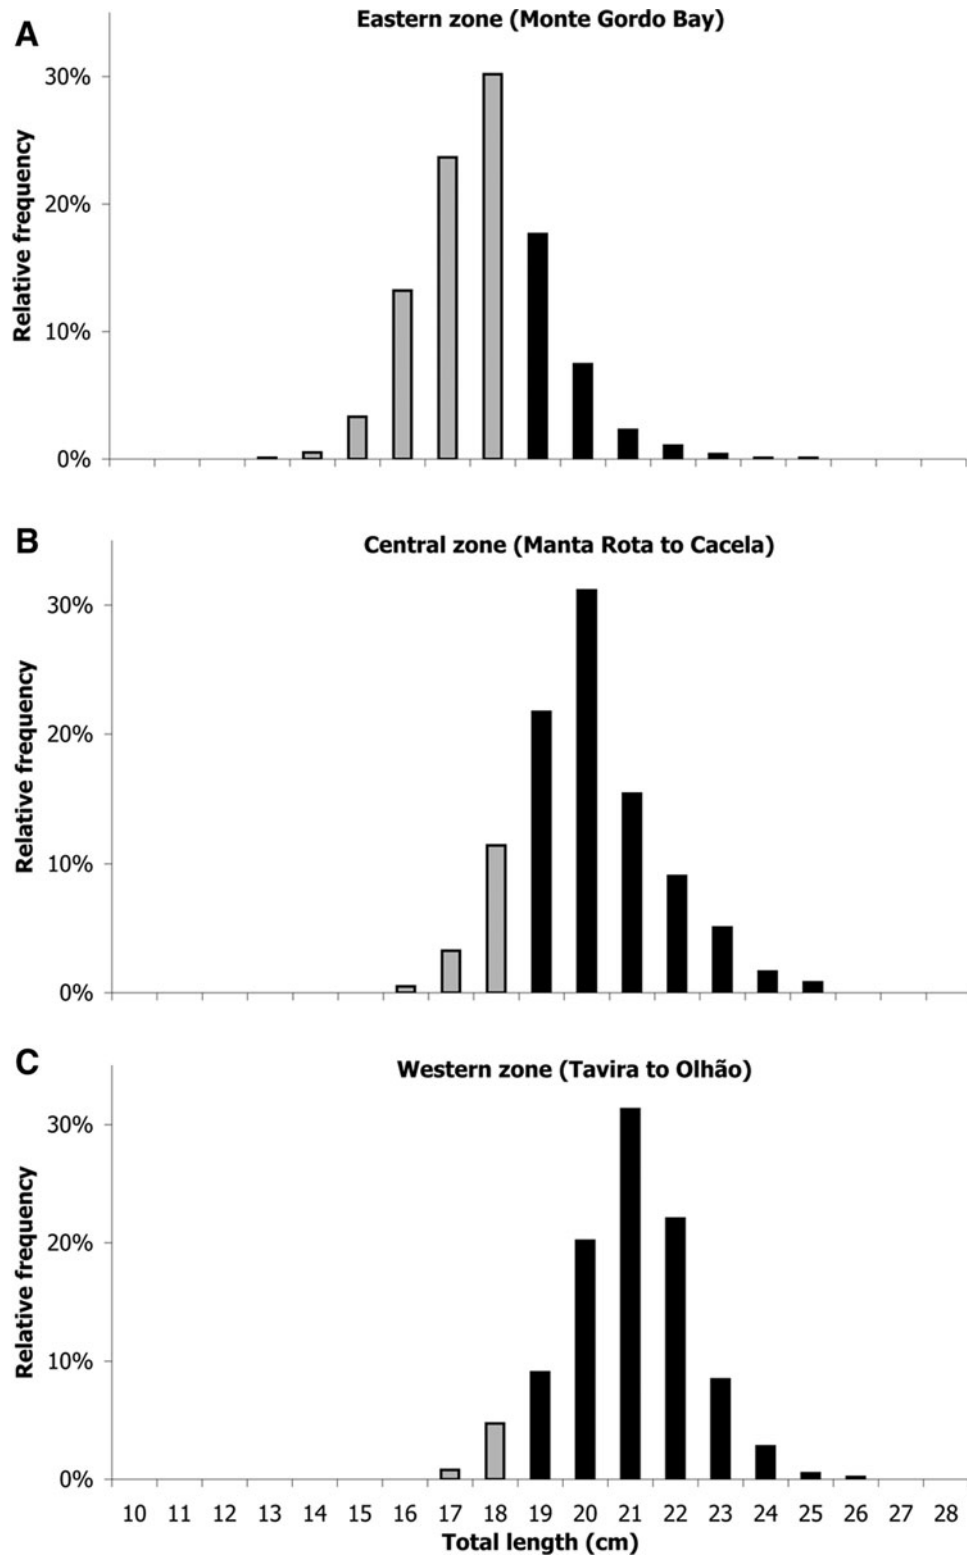 A
Eastern zone (Monte Gordo Bay)
30%
20%
10%
0%
Relative frequency
B
Central zone (Manta Rota to Cacela)
30%
20%
10%
0%
Relative frequency
C
Western zone (Tavira to Olhão)
30%
20%
10%
0%
Relative frequency
10 11 12 13 14 15 16 17 18 19 20 21 22 23 24 25 26 27 28
Total length (cm)